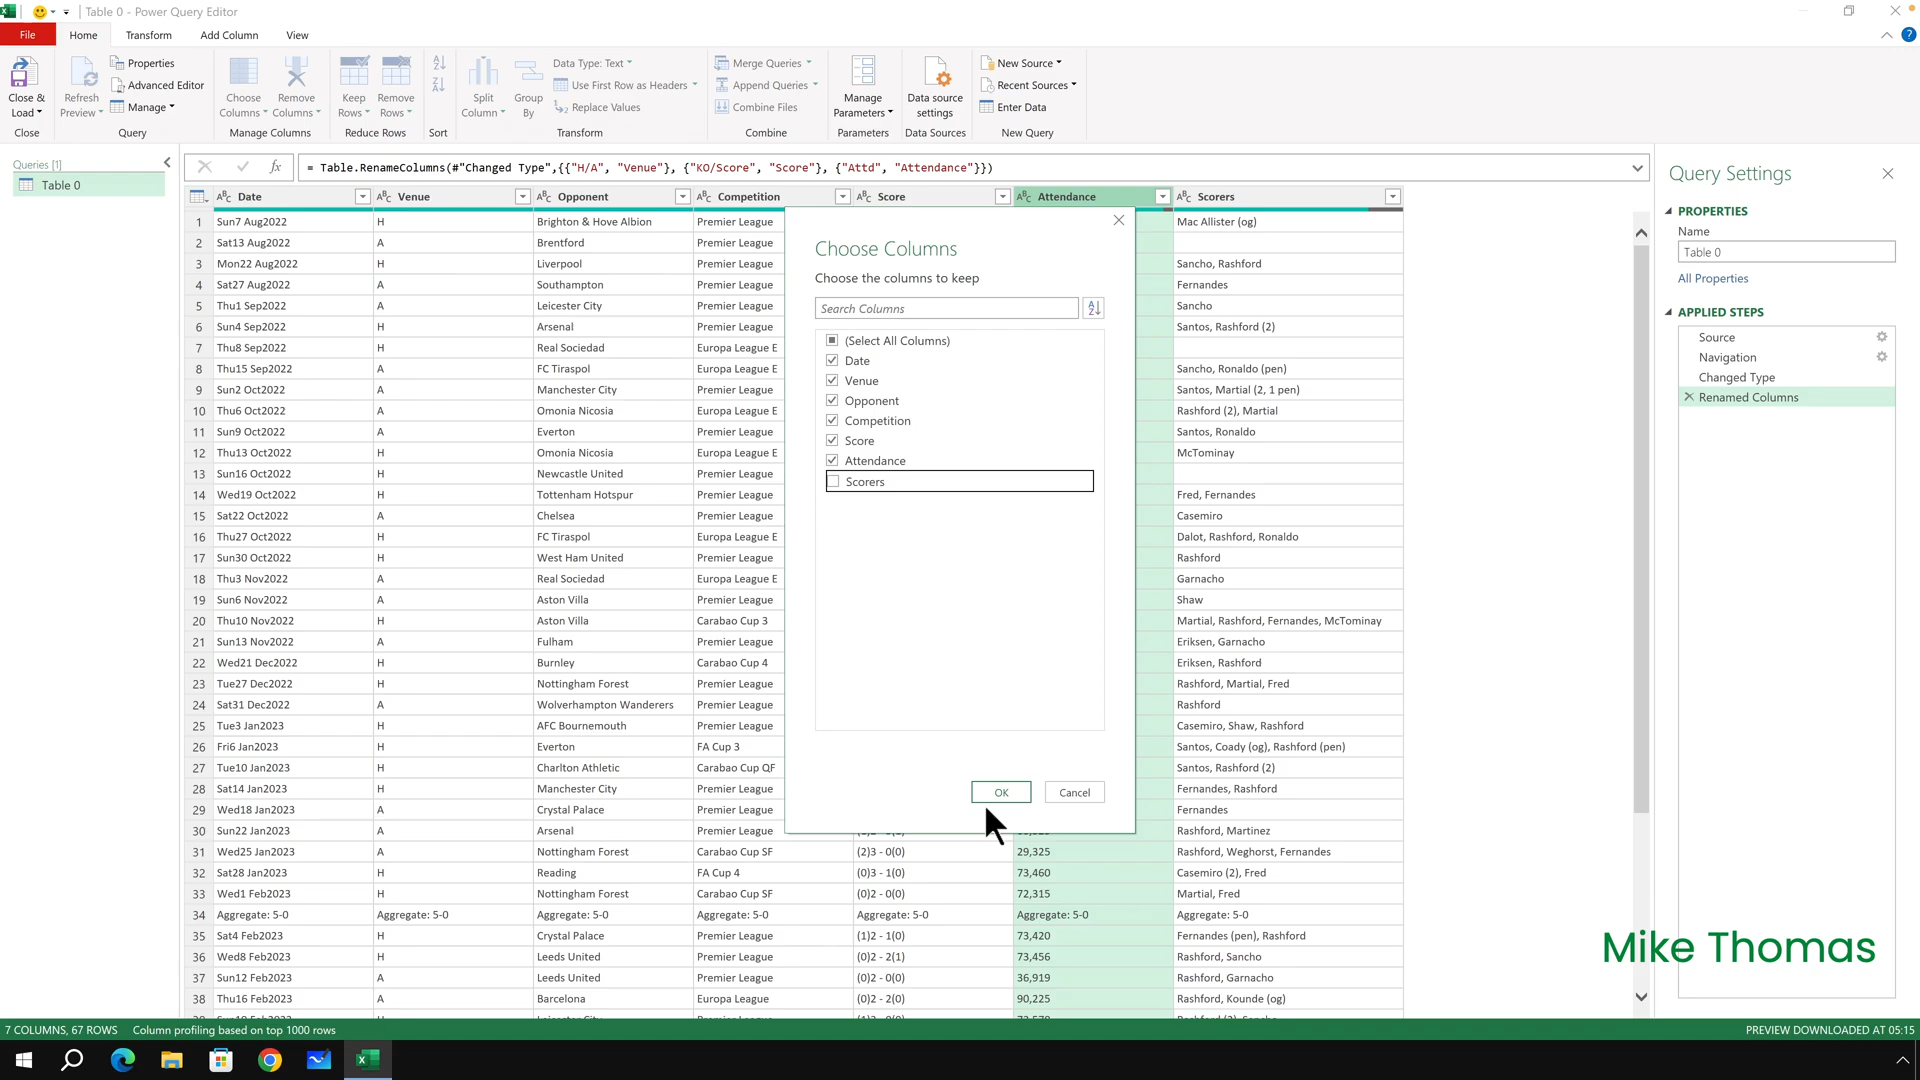 Table 0 - Power Query Editor
File Home Transform Add Column View
Close & Load
Refresh Preview
Properties
Advanced Editor
Manage
Choose Columns
Remove Columns
Keep Rows
Remove Rows
Split Column
Group By
Data Type: Text
Use First Row as Headers
Replace Values
Merge Queries
Append Queries
Combine Files
Manage Parameters
Data source settings
New Source
Recent Sources
Enter Data
Close Query Manage Columns Reduce Rows Sort Transform Combine Parameters Data Sources New Query
Queries [1]
Table 0
fx = Table.RenameColumns(#"Changed Type",{{"H/A", "Venue"}, {"KO/Score", "Score"}, {"Attd", "Attendance"}})
Date Venue Opponent Competition Score Attendance Scorers
1 Sun7 Aug2022 H Brighton & Hove Albion Premier League Mac Allister (og)
2 Sat13 Aug2022 A Brentford Premier League
3 Mon22 Aug2022 H Liverpool Premier League Sancho, Rashford
4 Sat27 Aug2022 A Southampton Premier League Fernandes
5 Thu1 Sep2022 A Leicester City Premier League Sancho
6 Sun4 Sep2022 H Arsenal Premier League Santos, Rashford (2)
7 Thu8 Sep2022 H Real Sociedad Europa League E
8 Thu15 Sep2022 A FC Tiraspol Europa League E Sancho, Ronaldo (pen)
9 Sun2 Oct2022 A Manchester City Premier League Santos, Martial (2, 1 pen)
10 Thu6 Oct2022 A Omonia Nicosia Europa League E Rashford (2), Martial
11 Sun9 Oct2022 A Everton Premier League Santos, Ronaldo
12 Thu13 Oct2022 H Omonia Nicosia Europa League E McTominay
13 Sun16 Oct2022 H Newcastle United Premier League
14 Wed19 Oct2022 H Tottenham Hotspur Premier League Fred, Fernandes
15 Sat22 Oct2022 A Chelsea Premier League Casemiro
16 Thu27 Oct2022 H FC Tiraspol Europa League E Dalot, Rashford, Ronaldo
17 Sun30 Oct2022 H West Ham United Premier League Rashford
18 Thu3 Nov2022 A Real Sociedad Europa League E Garnacho
19 Sun6 Nov2022 A Aston Villa Premier League Shaw
20 Thu10 Nov2022 H Aston Villa Carabao Cup 3 Martial, Rashford, Fernandes, McTominay
21 Sun13 Nov2022 A Fulham Premier League Eriksen, Garnacho
22 Wed21 Dec2022 H Burnley Carabao Cup 4 Eriksen, Rashford
23 Tue27 Dec2022 H Nottingham Forest Premier League Rashford, Martial, Fred
24 Sat31 Dec2022 A Wolverhampton Wanderers Premier League Rashford
25 Tue3 Jan2023 H AFC Bournemouth Premier League Casemiro, Shaw, Rashford
26 Fri6 Jan2023 H Everton FA Cup 3 Santos, Coady (og), Rashford (pen)
27 Tue10 Jan2023 H Charlton Athletic Carabao Cup QF Santos, Rashford (2)
28 Sat14 Jan2023 H Manchester City Premier League Fernandes, Rashford
29 Wed18 Jan2023 A Crystal Palace Premier League Fernandes
30 Sun22 Jan2023 A Arsenal Premier League Rashford, Martinez
31 Wed25 Jan2023 A Nottingham Forest Carabao Cup SF (2)3 - 0(0) 29,325 Rashford, Weghorst, Fernandes
32 Sat28 Jan2023 H Reading FA Cup 4 (0)3 - 1(0) 73,460 Casemiro (2), Fred
33 Wed1 Feb2023 H Nottingham Forest Carabao Cup SF (0)2 - 0(0) 72,315 Martial, Fred
34 Aggregate: 5-0 Aggregate: 5-0 Aggregate: 5-0 Aggregate: 5-0 Aggregate: 5-0 Aggregate: 5-0 Aggregate: 5-0
35 Sat4 Feb2023 H Crystal Palace Premier League (1)2 - 1(0) 73,420 Fernandes (pen), Rashford
36 Wed8 Feb2023 H Leeds United Premier League (0)2 - 2(1) 73,456 Rashford, Sancho
37 Sun12 Feb2023 A Leeds United Premier League (0)2 - 0(0) 36,919 Rashford, Garnacho
38 Thu16 Feb2023 A Barcelona Europa League (0)2 - 2(0) 90,225 Rashford, Kounde (og)
Choose Columns
Choose the columns to keep
Search Columns
(Select All Columns)
Date
Venue
Opponent
Competition
Score
Attendance
Scorers
OK Cancel
Query Settings
PROPERTIES
Name
Table 0
All Properties
APPLIED STEPS
Source
Navigation
Changed Type
Renamed Columns
Mike Thomas
7 COLUMNS, 67 ROWS Column profiling based on top 1000 rows PREVIEW DOWNLOADED AT 05:15